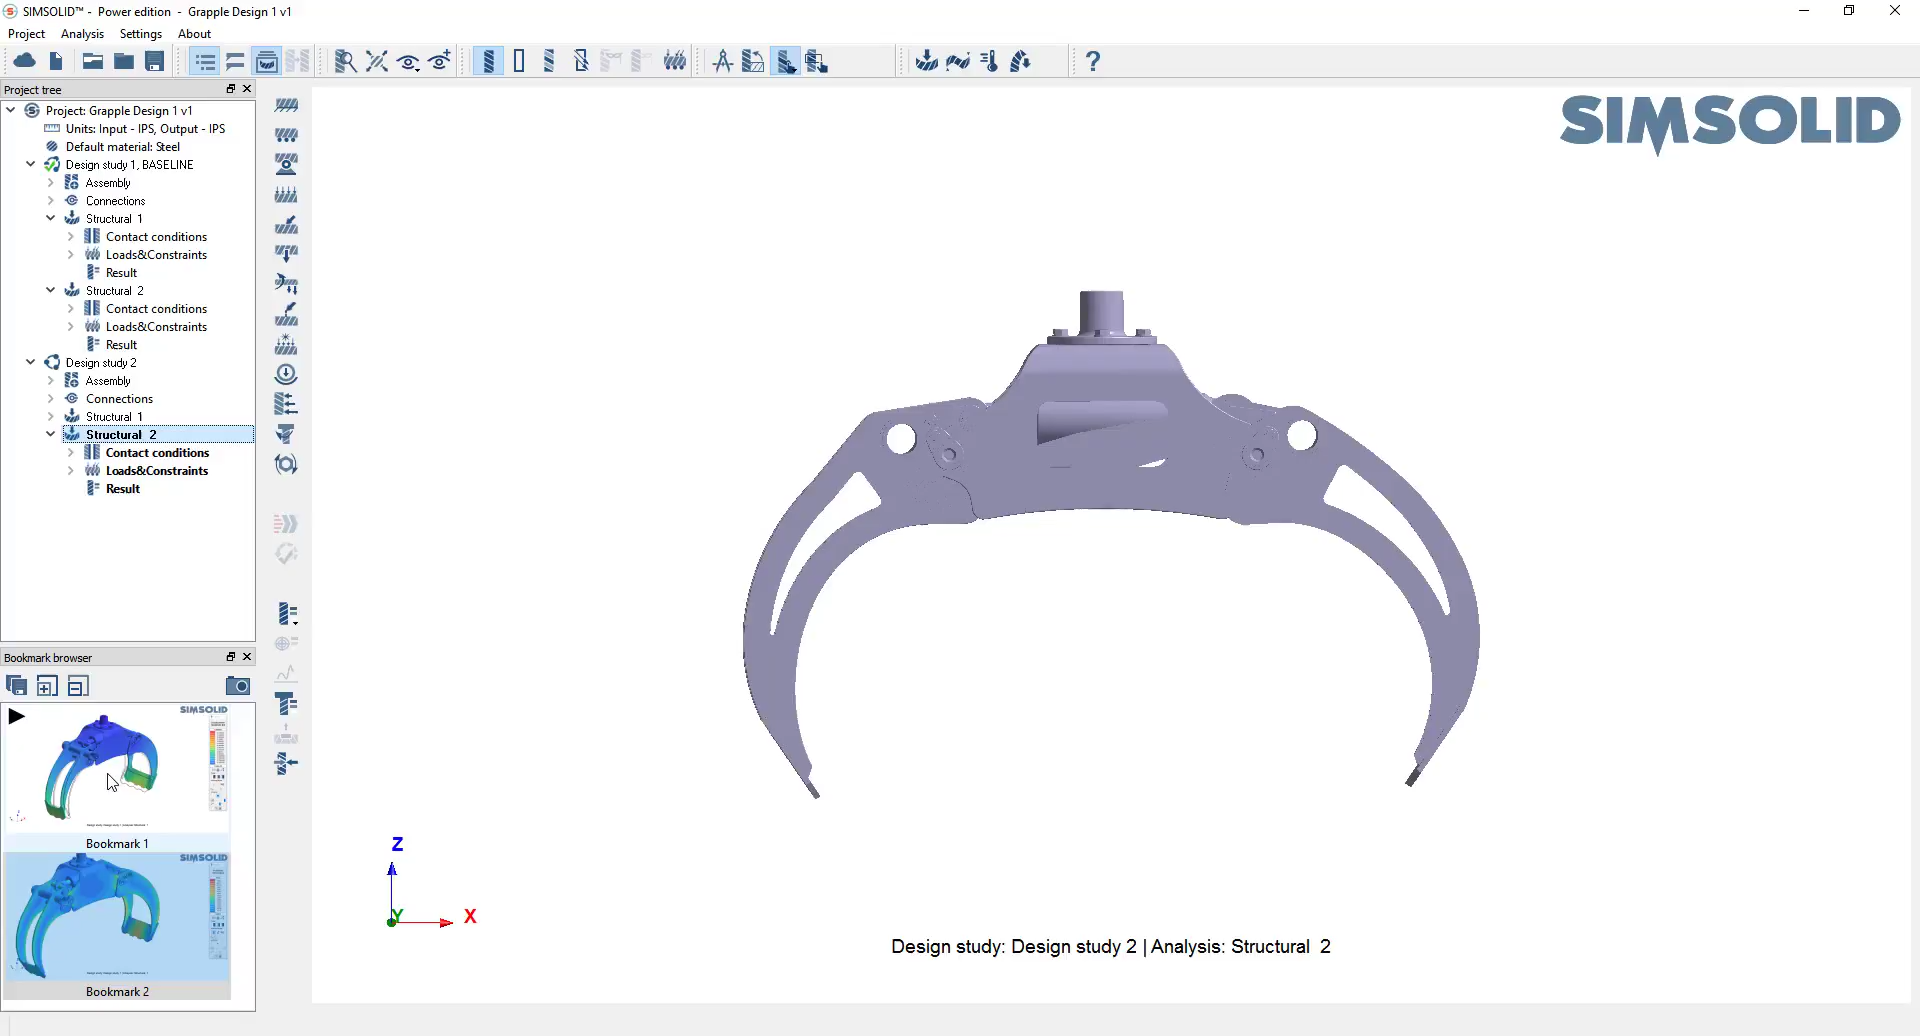 SIMSOLID™ - Power edition - Grapple Design 1 v1
Project Analysis Settings About
Project tree
Project: Grapple Design 1 v1
Units: Input - IPS, Output - IPS
Default material: Steel
Design study 1, BASELINE
Assembly
Connections
Structural 1
Contact conditions
Loads&Constraints
Result
Structural 2
Contact conditions
Loads&Constraints
Result
Design study 2
Assembly
Connections
Structural 1
Structural 2
Contact conditions
Loads&Constraints
Result
Bookmark browser
SIMSOLID
Bookmark 1
SIMSOLID
Bookmark 2
SIMSOLID
Z
Y
X
Design study: Design study 2 | Analysis: Structural 2